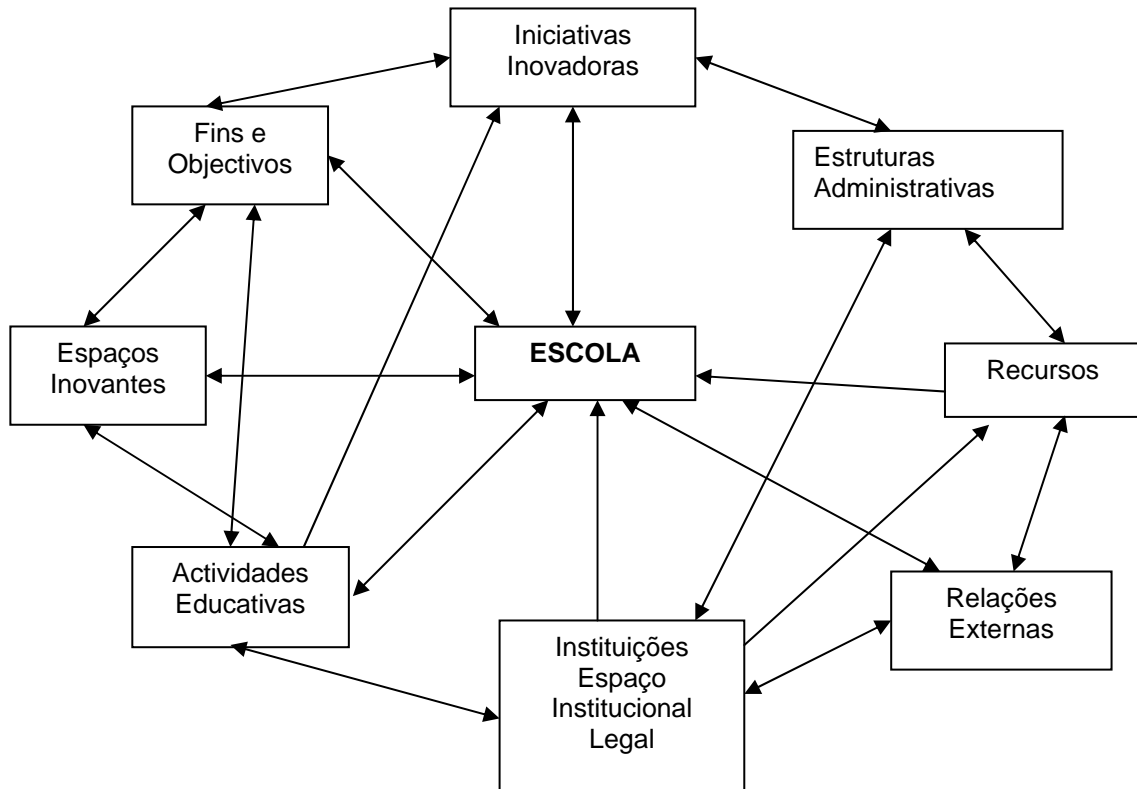 Iniciativas
Inovadoras
Fins e
Objectivos
Estruturas
Administrativas
Espaços
Inovantes
ESCOLA
Recursos
Actividades
Educativas
Relações
Externas
Instituições
Espaço
Institucional
Legal